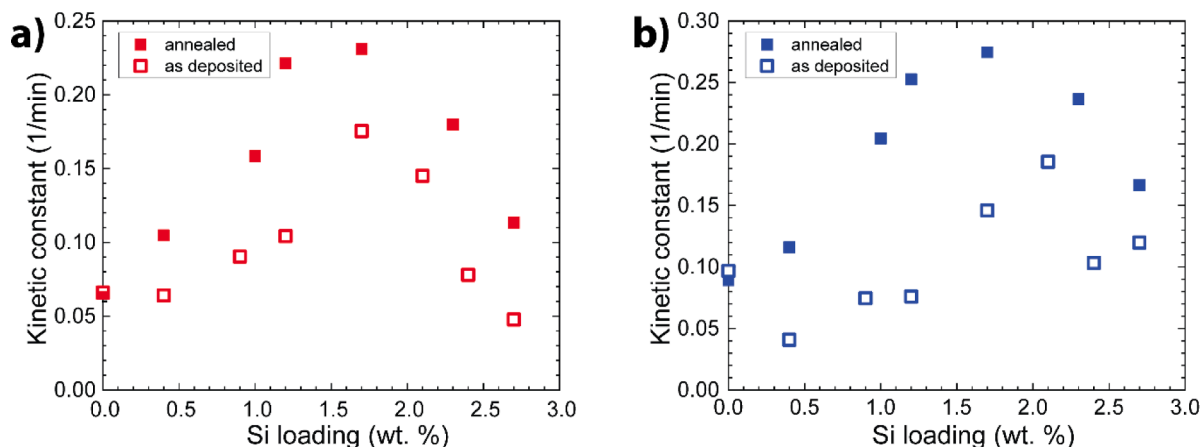 a)
annealed
as deposited
Kinetic constant (1/min)
0.25
0.20
0.15
0.10
0.05
0.00
0.0 0.5 1.0 1.5 2.0 2.5 3.0
Si loading (wt. %)
b)
annealed
as deposited
Kinetic constant (1/min)
0.30
0.25
0.20
0.15
0.10
0.05
0.00
0.0 0.5 1.0 1.5 2.0 2.5 3.0
Si loading (wt. %)